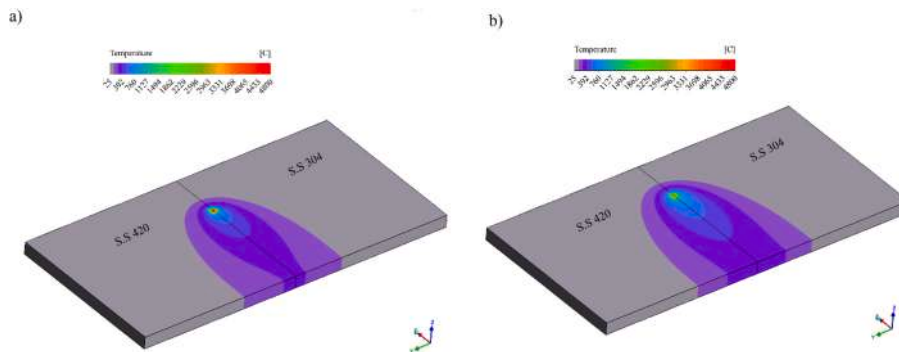 a)
b)
Temperature [C]
25 392 760 1127 1494 1862 2229 2596 2963 3331 3698 4065 4433 4800
Temperature [C]
25 392 760 1127 1494 1862 2229 2596 2963 3331 3698 4065 4433 4800
S.S 304
S.S 420
S.S 304
S.S 420